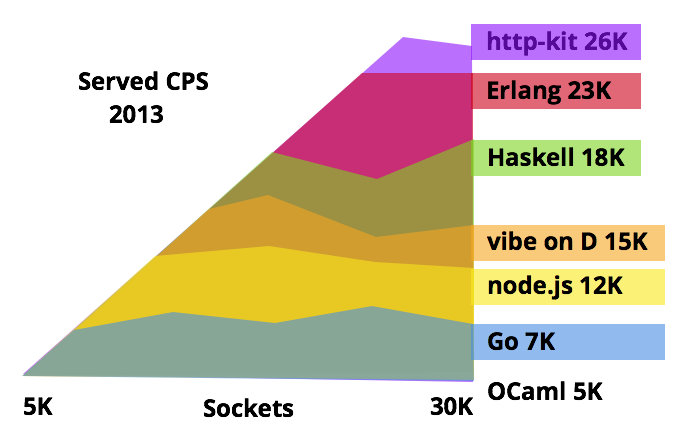 http-kit 26K
Served CPS
2013
Erlang 23K
Haskell 18K
vibe on D 15K
node.js 12K
Go 7K
OCaml 5K
5K
Sockets
30K